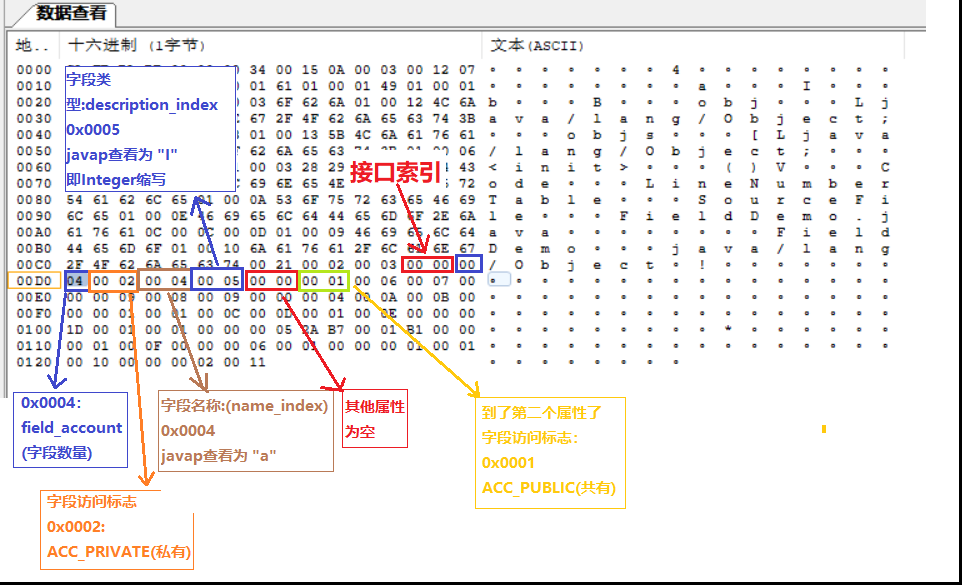 数据查看
地.. 十六进制 (1字节) 文本(ASCII)
0000 34 00 15 0A 00 03 00 12 07 4
0010 01 61 01 00 01 49 01 00 01 a I
0020 03 6F 62 6A 01 00 12 4C 6A b B o b j L j
0030 67 2F 4F 62 6A 65 63 74 3B a v a / l a n g / O b j e c t ;
0040 01 00 13 5B 4C 6A 61 76 61 o b j s [ L j a v a
0050 62 6A 65 63 00 06 / l a n g / O b j e c t ;
0060 00 03 28 29 43 < i n i t > ( ) V C
0070 69 6E 65 4E 72 o d e L i n e N u m b e r
0080 54 61 62 6C 65 01 00 0A 53 6F 75 72 63 65 46 69 T a b l e S o u r c e F i
0090 6C 65 01 00 0E 46 69 65 6C 64 44 65 6D 6F 2E 6A l e F i e l d D e m o . j
00A0 61 76 61 0C 00 0C 00 0D 01 00 09 46 69 65 6C 64 a v a F i e l d
00B0 44 65 6D 6F 01 00 10 6A 61 76 61 2F 6C 61 6E 67 D e m o j a v a / l a n g
00C0 2F 4F 62 6A 65 63 74 00 21 00 02 00 03 00 00 00 / O b j e c t !
00D0 04 00 02 00 04 00 05 00 00 00 01 00 06 00 07 00
00E0 00 00 09 00 08 00 09 00 00 00 04 00 0A 00 0B 00
00F0 00 00 01 00 01 00 0C 00 0D 00 01 00 0E 00 00 00
0100 1D 00 01 00 01 00 00 00 05 2A B7 00 01 B1 00 00 *
0110 00 01 00 0F 00 00 00 06 00 01 00 00 00 01 00 01
0120 00 10 00 00 00 02 00 11
字段类
型:description_index
0x0005
javap查看为 "I"
即Integer缩写
接口索引
0x0004:
field_account
(字段数量)
字段访问标志
0x0002:
ACC_PRIVATE(私有)
字段名称:(name_index)
0x0004
javap查看为 "a"
其他属性
为空
到了第二个属性了
字段访问标志:
0x0001
ACC_PUBLIC(共有)